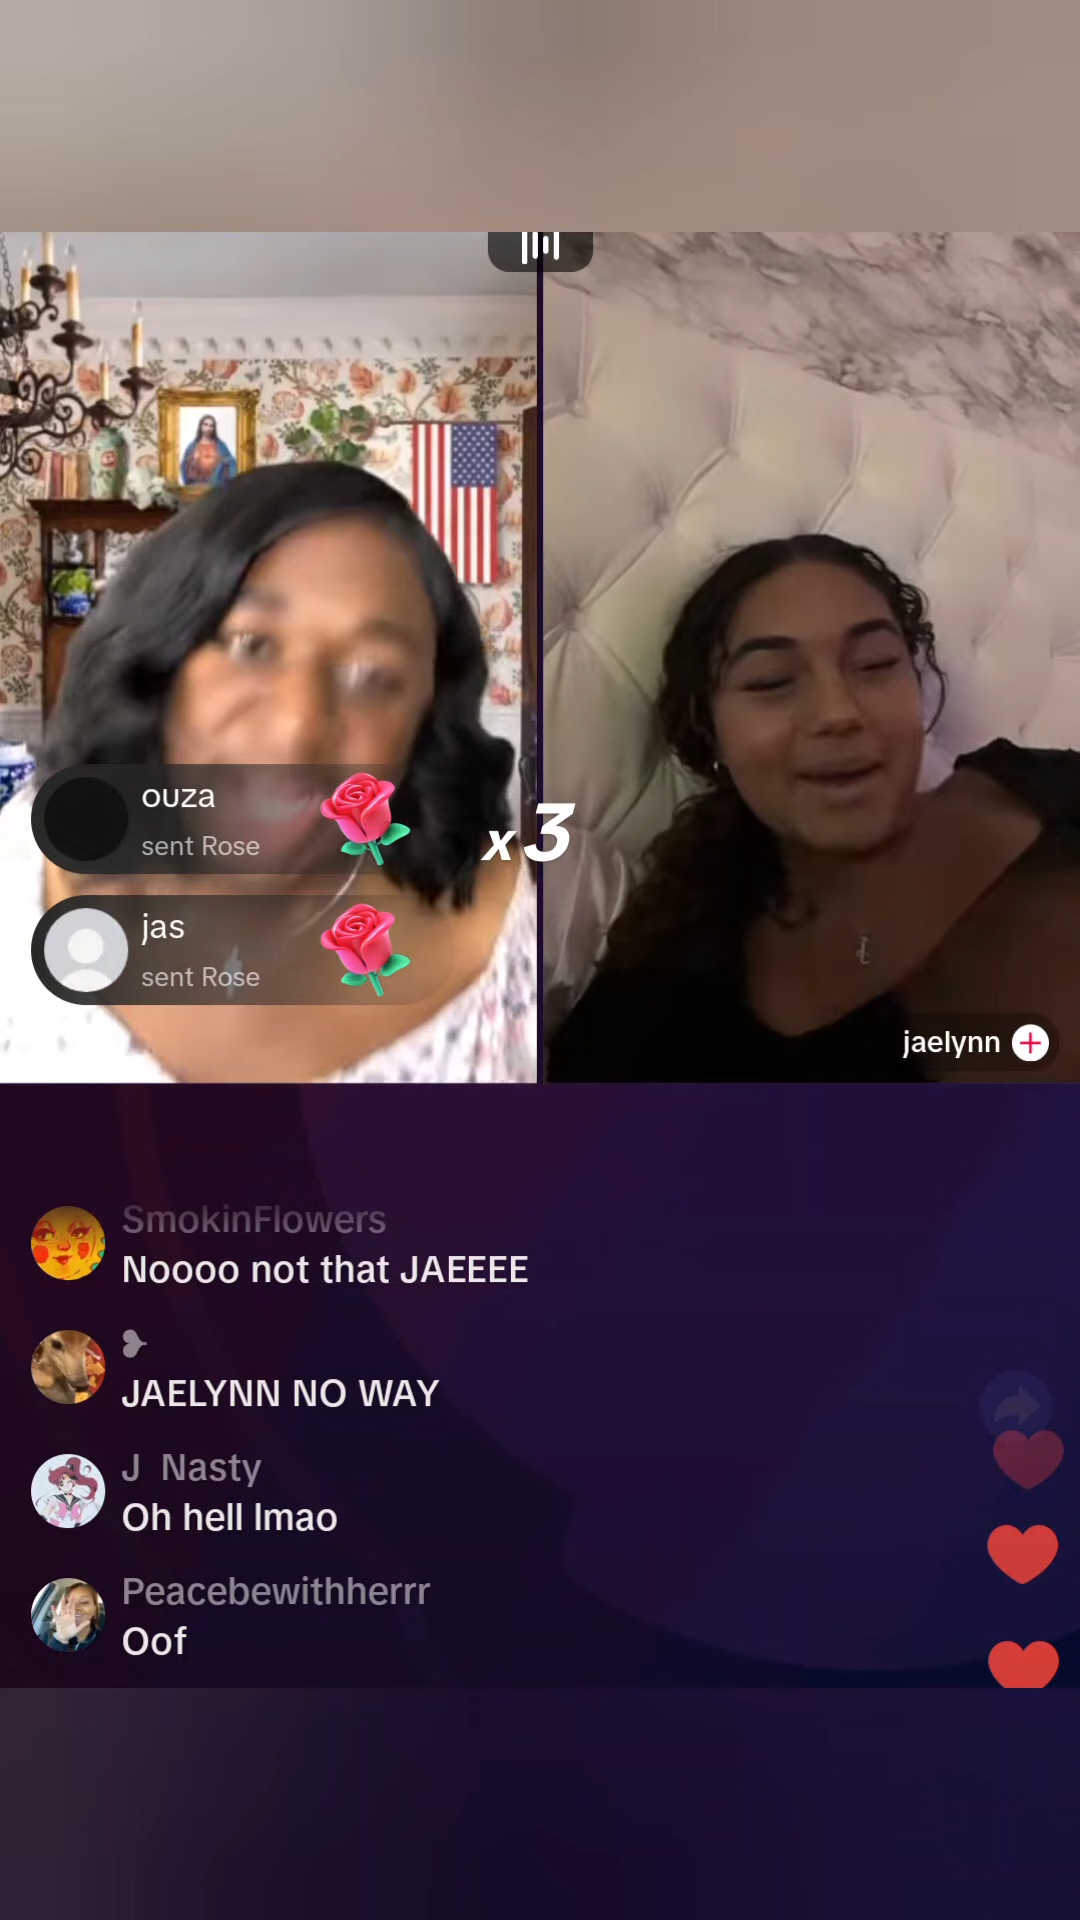 ouza
sent Rose
x3
jas
sent Rose
jaelynn
SmokinFlowers
Noooo not that JAEEEE
JAELYNN NO WAY
J Nasty
Oh hell lmao
Peacebewithherrr
Oof